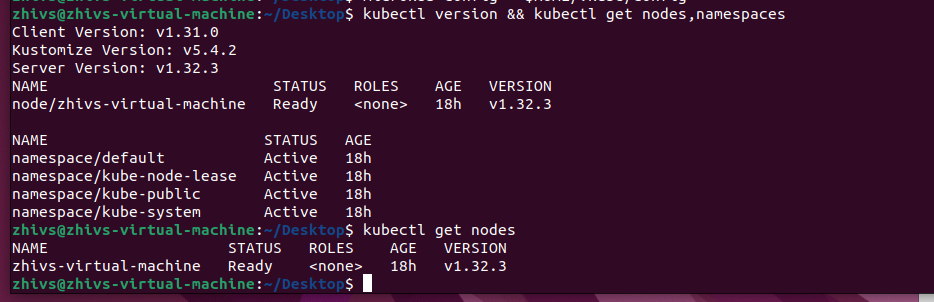 zhivs@zhivs-virtual-machine:~/Desktop$ kubectl version && kubectl get nodes,namespaces
Client Version: v1.31.0
Kustomize Version: v5.4.2
Server Version: v1.32.3
NAME STATUS ROLES AGE VERSION
node/zhivs-virtual-machine Ready <none> 18h v1.32.3
NAME STATUS AGE
namespace/default Active 18h
namespace/kube-node-lease Active 18h
namespace/kube-public Active 18h
namespace/kube-system Active 18h
zhivs@zhivs-virtual-machine:~/Desktop$ kubectl get nodes
NAME STATUS ROLES AGE VERSION
zhivs-virtual-machine Ready <none> 18h v1.32.3
zhivs@zhivs-virtual-machine:~/Desktop$